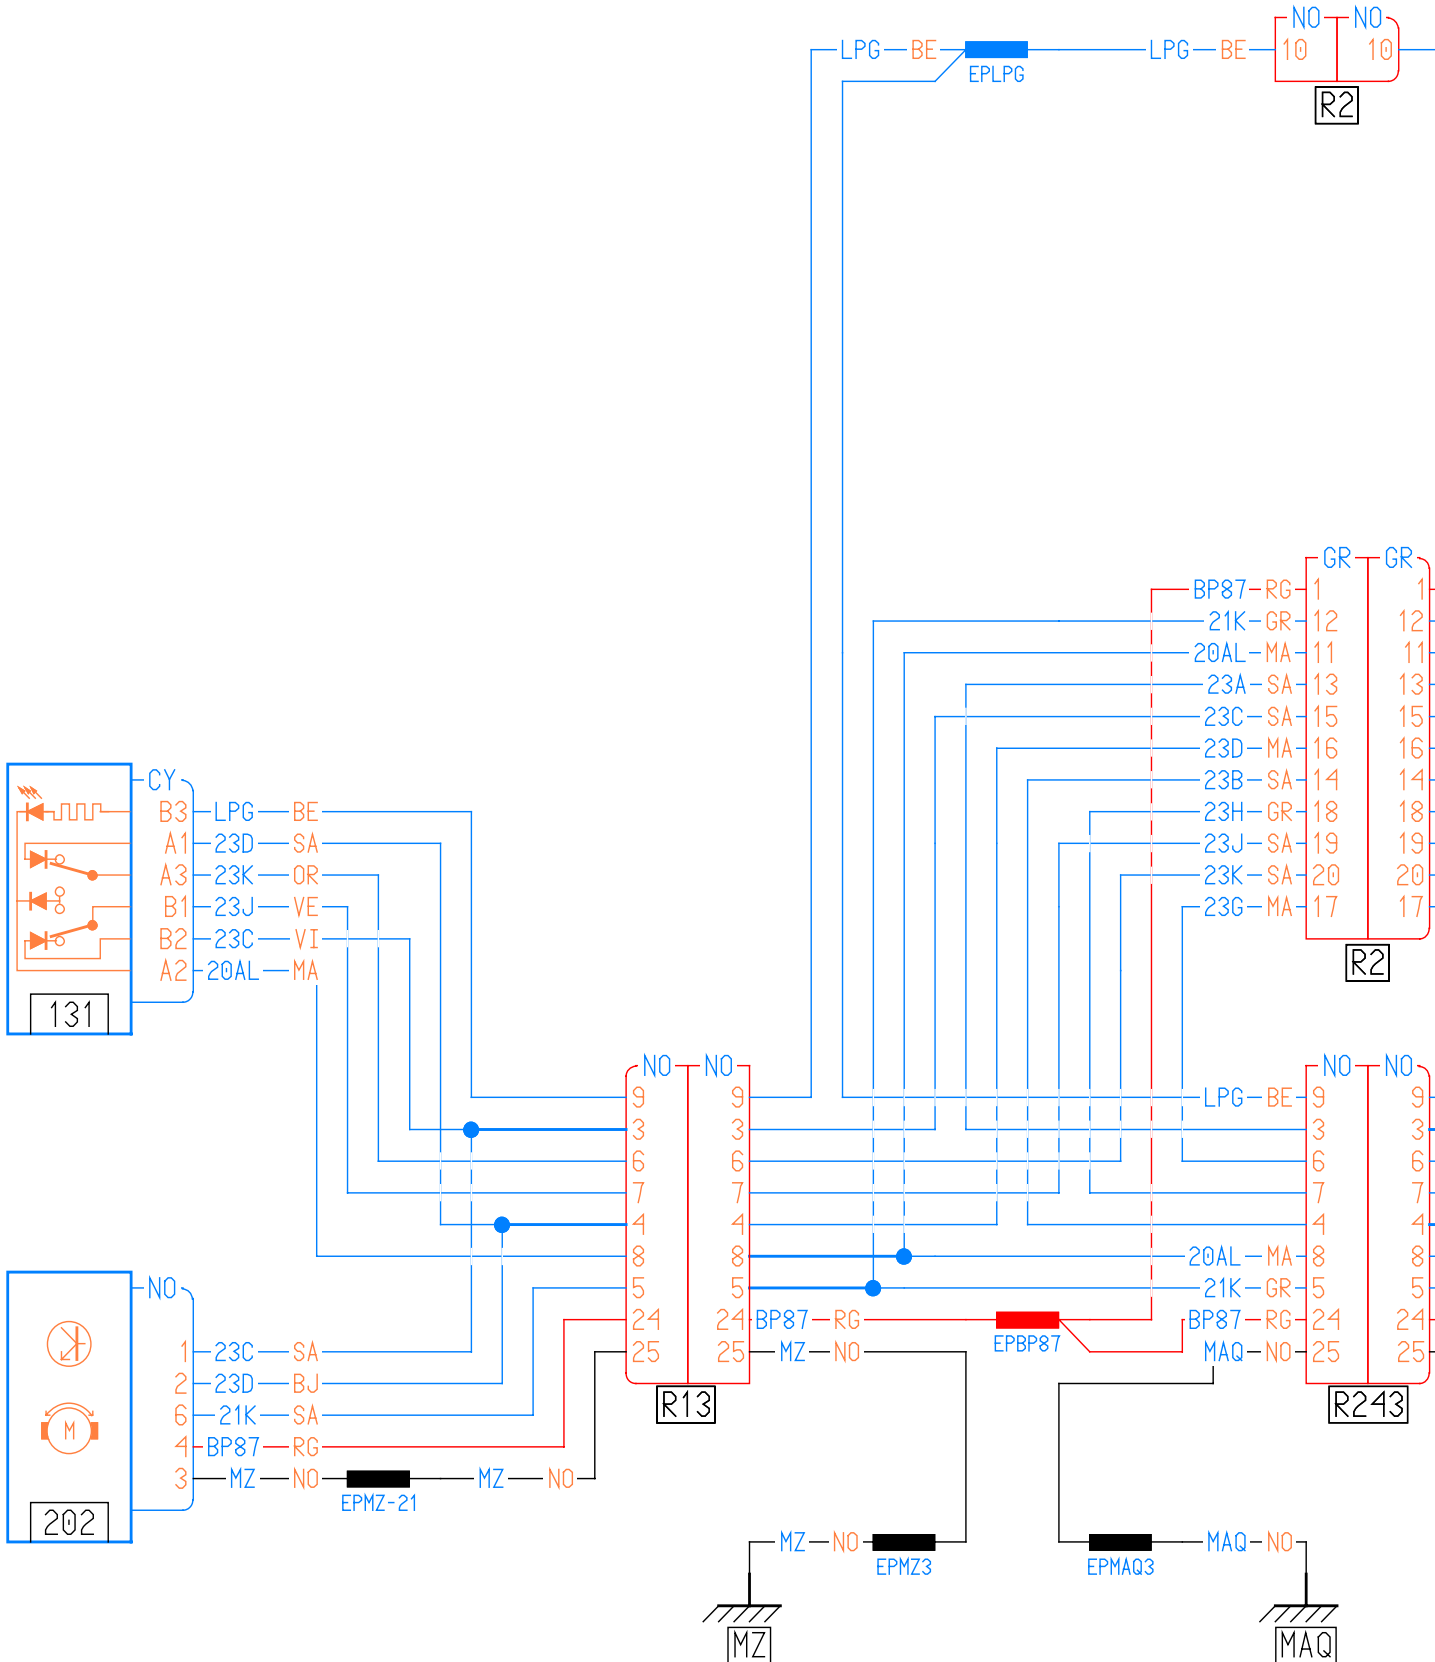 NO NO
LPG BE LPG BE 10 10
EPLPG
R2
GR GR
BP87 RG 1 1
21K GR 12 12
20AL MA 11 11
23A SA 13 13
23C SA 15 15
23D MA 16 16
23B SA 14 14
23H GR 18 18
23J SA 19 19
23K SA 20 20
23G MA 17 17
R2
CY
B3 LPG BE
A1 23D SA
A3 23K OR
B1 23J VE
B2 23C VI
A2 20AL MA
131
NO NO NO NO
9 9 LPG BE 9 9
3 3 3 3
6 6 6 6
7 7 7 7
4 4 4 4
8 8 20AL MA 8 8
5 5 21K GR 5 5
24 24 BP87 RG BP87 RG 24 24
EPBP87
25 25 MZ NO MAQ NO 25 25
R13 R243
NO
1 23C SA
2 23D BJ
6 21K SA
4 BP87 RG
3 MZ NO MZ NO
EPMZ-21
M
202
MZ NO MAQ NO
EPMZ3 EPMAQ3
MZ MAQ